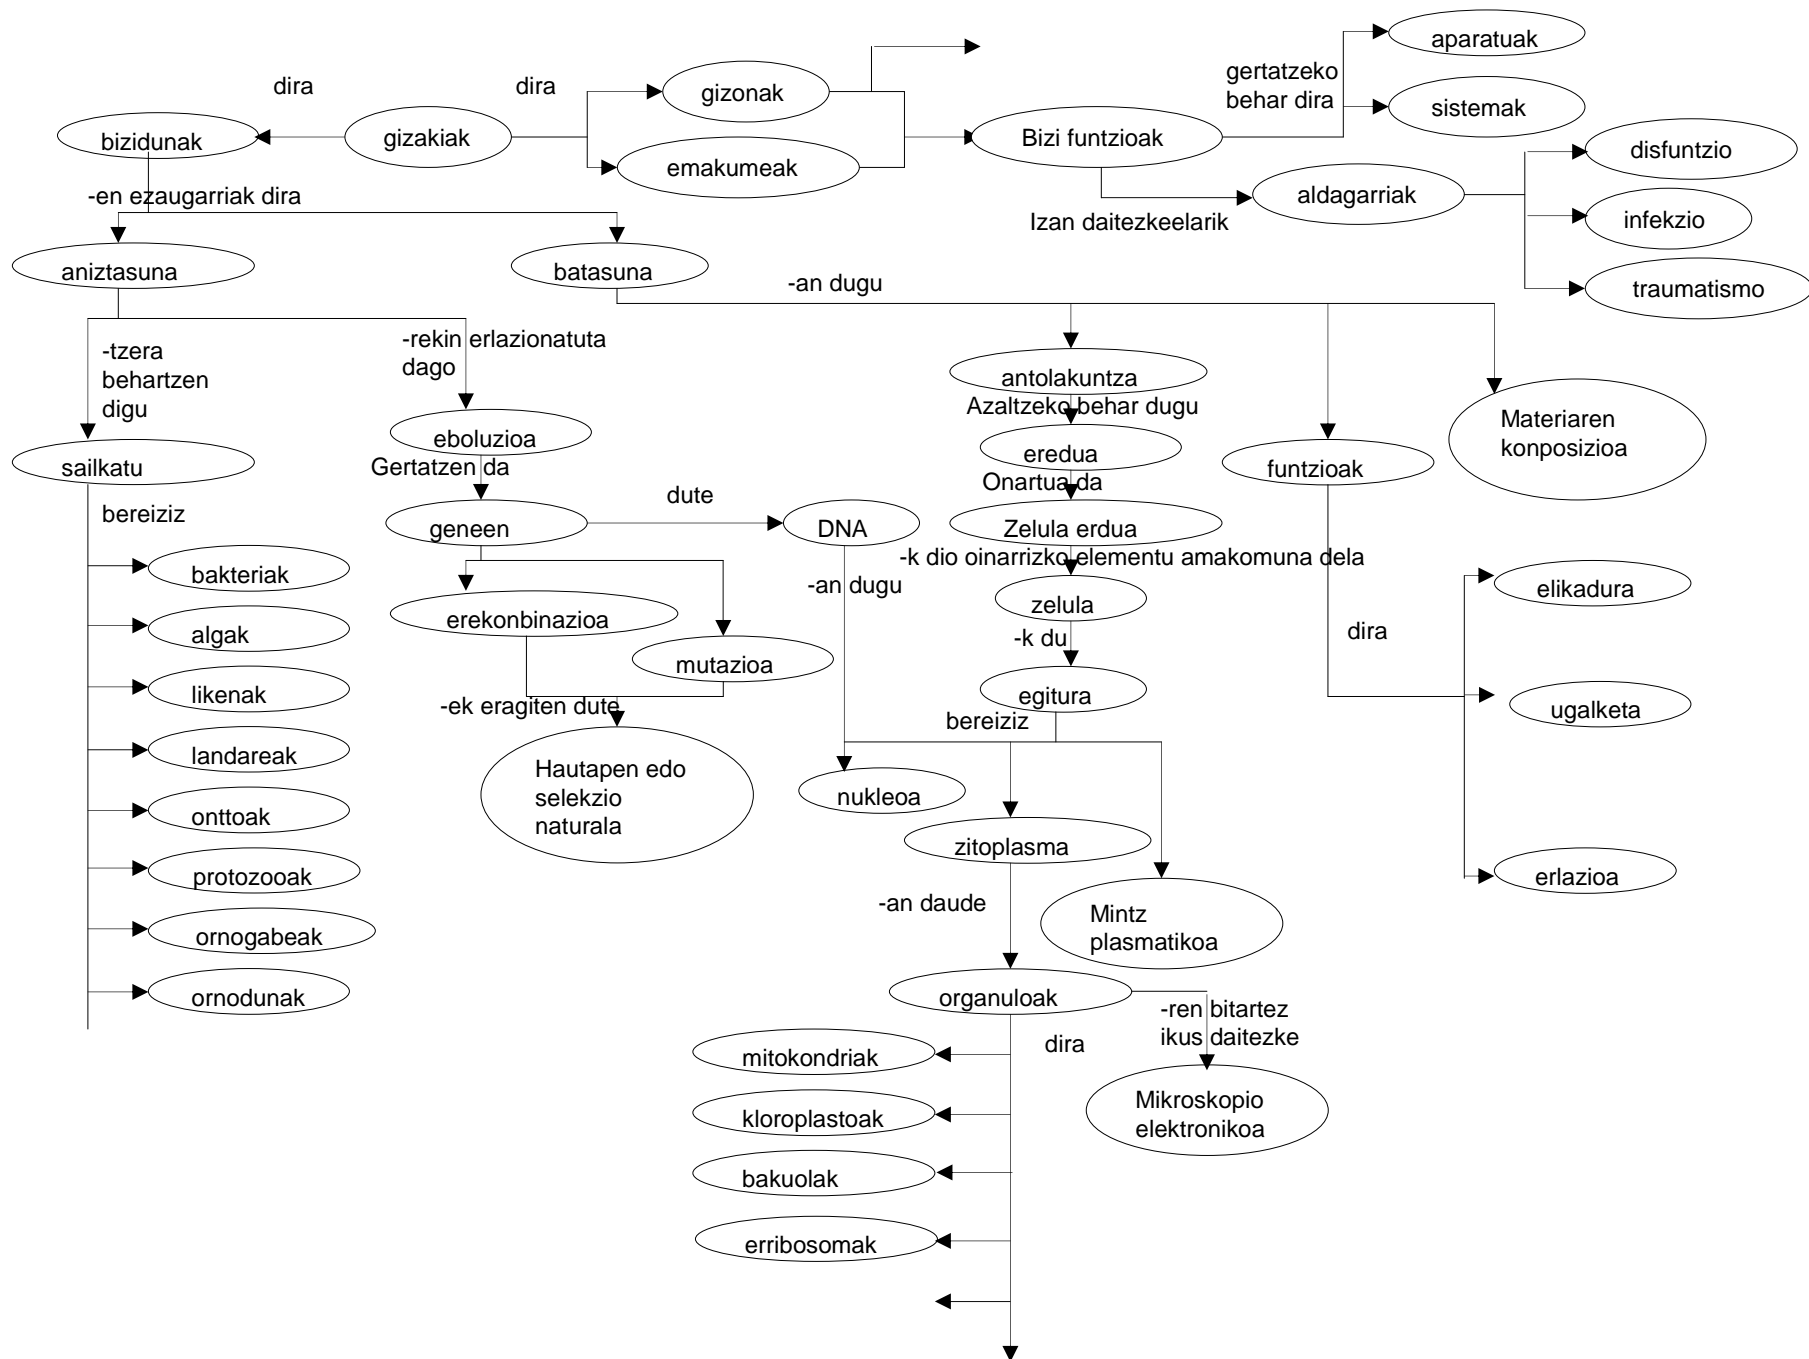 aparatuak
gertatzeko
behar dira
dira
dira
gizonak
sistemak
bizidunak
gizakiak
Bizi funtzioak
emakumeak
disfuntzio
-en ezaugarriak dira
aldagarriak
Izan daitezkeelarik
infekzio
aniztasuna
batasuna
-an dugu
traumatismo
-tzera
behartzen
digu
-rekin erlazionatuta
dago
antolakuntza
Azaltzeko behar dugu
Materiaren
konposizioa
eboluzioa
eredua
sailkatu
Gertatzen da
funtzioak
Onartua da
dute
bereiziz
geneen
DNA
Zelula erdua
-k dio oinarrizko elementu amakomuna dela
bakteriak
-an dugu
elikadura
erekonbinazioa
zelula
algak
-k du
dira
mutazioa
likenak
egitura
-ek eragiten dute
bereiziz
ugalketa
landareak
Hautapen edo
selekzio
naturala
nukleoa
onttoak
zitoplasma
protozooak
erlazioa
-an daude
Mintz
plasmatikoa
ornogabeak
ornodunak
organuloak
-ren bitartez
ikus daitezke
dira
mitokondriak
Mikroskopio
elektronikoa
kloroplastoak
bakuolak
erribosomak